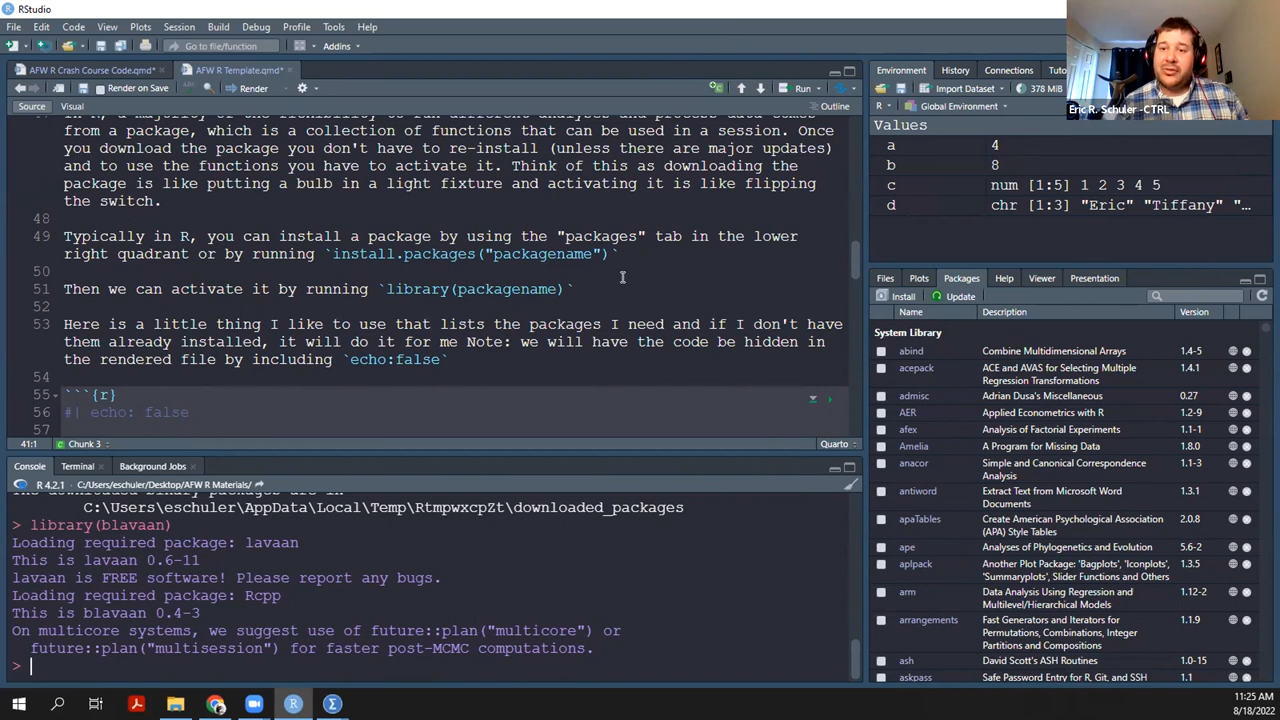 RStudio
File Edit Code View Plots Session Build Debug Profile Tools Help
Go to file/function Addins
AFW R Crash Course Code.qmd* AFW R Template.qmd*
Render on Save Render Run
Source Visual Outline
from a package, which is a collection of functions that can be used in a session. Once
you download the package you don't have to re-install (unless there are major updates)
and to use the functions you have to activate it. Think of this as downloading the
package is like putting a bulb in a light fixture and activating it is like flipping
the switch.
48
49 Typically in R, you can install a package by using the "packages" tab in the lower
right quadrant or by running `install.packages("packagename")`
50
51 Then we can activate it by running `library(packagename)`
52
53 Here is a little thing I like to use that lists the packages I need and if I don't have
them already installed, it will do it for me Note: we will have the code be hidden in
the rendered file by including `echo:false`
54
55 ```{r}
56 #| echo: false
57
41:1 Chunk 3 Quarto
Console Terminal Background Jobs
R 4.2.1 · C:/Users/eschuler/Desktop/AFW R Materials/
The downloaded binary packages are in
C:\Users\eschuler\AppData\Local\Temp\RtmpwxcpZt\downloaded_packages
> library(blavaan)
Loading required package: lavaan
This is lavaan 0.6-11
lavaan is FREE software! Please report any bugs.
Loading required package: Rcpp
This is blavaan 0.4-3
On multicore systems, we suggest use of future::plan("multicore") or
future::plan("multisession") for faster post-MCMC computations.
>
Environment History Connections Tuto
Import Dataset 378 MiB
R Global Environment
Eric R. Schuler - CTRL
Values
a 4
b 8
c num [1:5] 1 2 3 4 5
d chr [1:3] "Eric" "Tiffany" "…
Files Plots Packages Help Viewer Presentation
Install Update
Name Description Version
System Library
abind Combine Multidimensional Arrays 1.4-5
acepack ACE and AVAS for Selecting Multiple 1.4.1
Regression Transformations
admisc Adrian Dusa's Miscellaneous 0.27
AER Applied Econometrics with R 1.2-9
afex Analysis of Factorial Experiments 1.1-1
Amelia A Program for Missing Data 1.8.0
anacor Simple and Canonical Correspondence 1.1-3
Analysis
antiword Extract Text from Microsoft Word 1.3.1
Documents
apaTables Create American Psychological Association 2.0.8
(APA) Style Tables
ape Analyses of Phylogenetics and Evolution 5.6-2
aplpack Another Plot Package: 'Bagplots', 'Iconplots', 1.3.5
'Summaryplots', Slider Functions and Others
arm Data Analysis Using Regression and 1.12-2
Multilevel/Hierarchical Models
arrangements Fast Generators and Iterators for 1.1.9
Permutations, Combinations, Integer
Partitions and Compositions
ash David Scott's ASH Routines 1.0-15
askpass Safe Password Entry for R, Git, and SSH 1.1
11:25 AM
8/18/2022